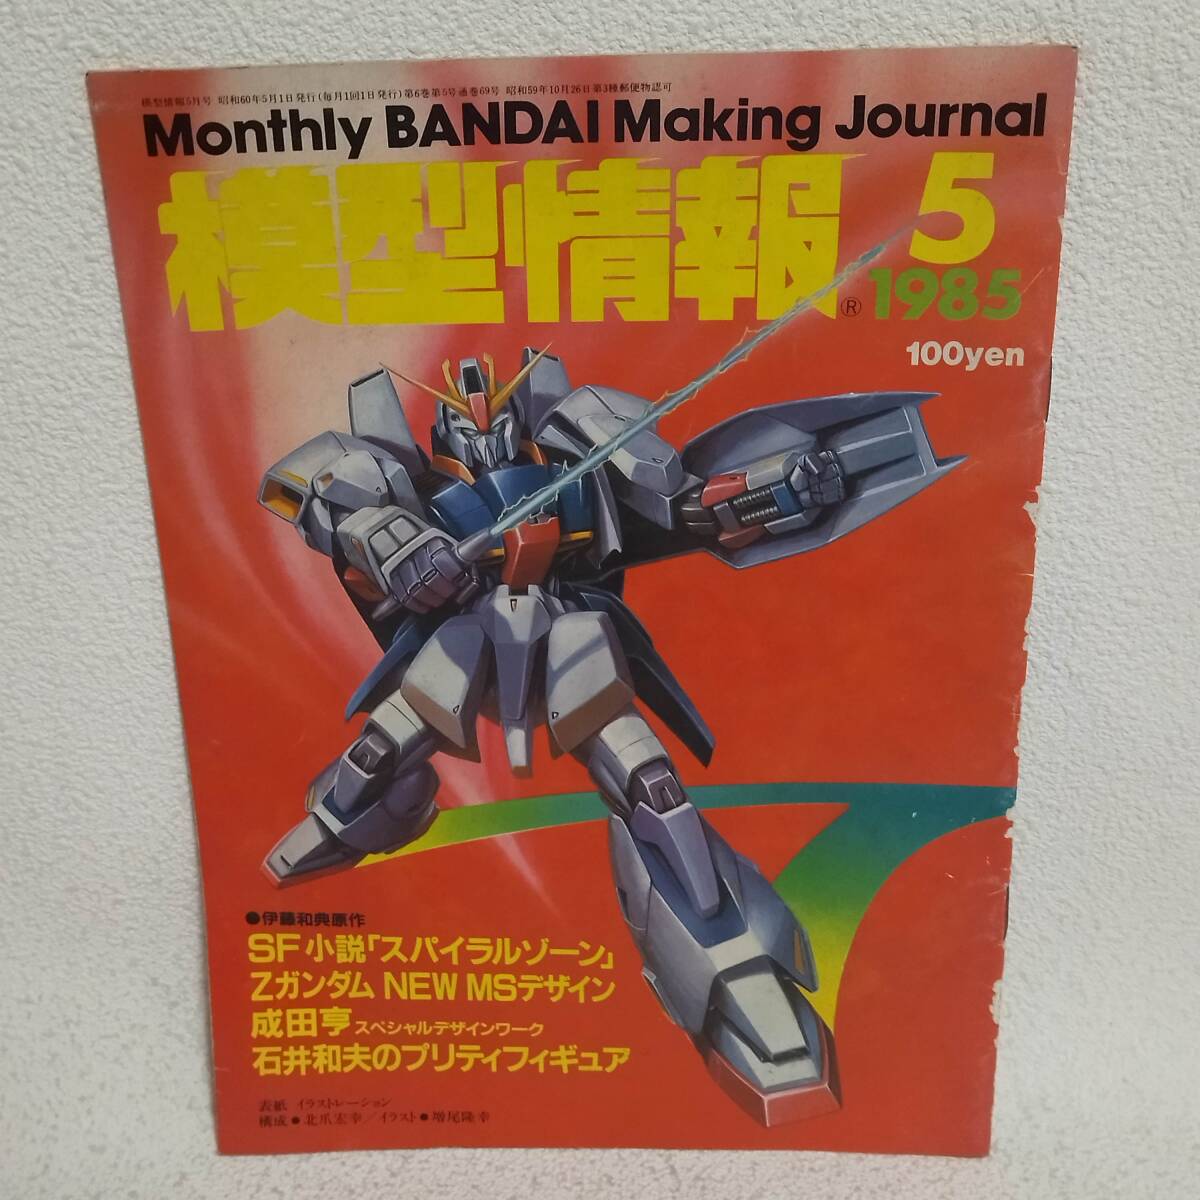 模型情報5月号 昭和60年5月1日発行(毎月1回1日発行)第6巻第5号通巻69号 昭和59年10月26日第3種郵便物認可
Monthly BANDAI Making Journal
模型情報 5
® 1985
100yen
●伊藤和典原作
SF小説「スパイラルゾーン」
Zガンダム NEW MSデザイン
成田亨スペシャルデザインワーク
石井和夫のプリティフィギュア
表紙 イラストレーション
構成●北爪宏幸/イラスト●増尾隆幸